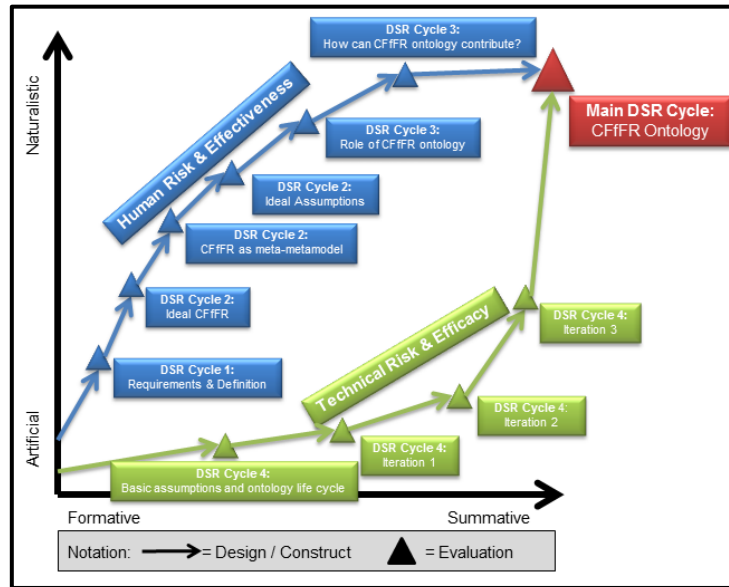 DSR Cycle 3:
How can CFfFR ontology contribute?
Naturalistic
Human Risk & Effectiveness
Main DSR Cycle:
CFfFR Ontology
DSR Cycle 3:
Role of CFfFR ontology
DSR Cycle 2:
Ideal Assumptions
DSR Cycle 2:
CFfFR as meta-metamodel
DSR Cycle 2:
Ideal CFfFR
Technical Risk & Efficacy
DSR Cycle 4:
Iteration 3
DSR Cycle 1:
Requirements & Definition
DSR Cycle 4:
Iteration 2
Artificial
DSR Cycle 4:
Iteration 1
DSR Cycle 4:
Basic assumptions and ontology life cycle
Formative
Summative
Notation:
= Design / Construct
= Evaluation